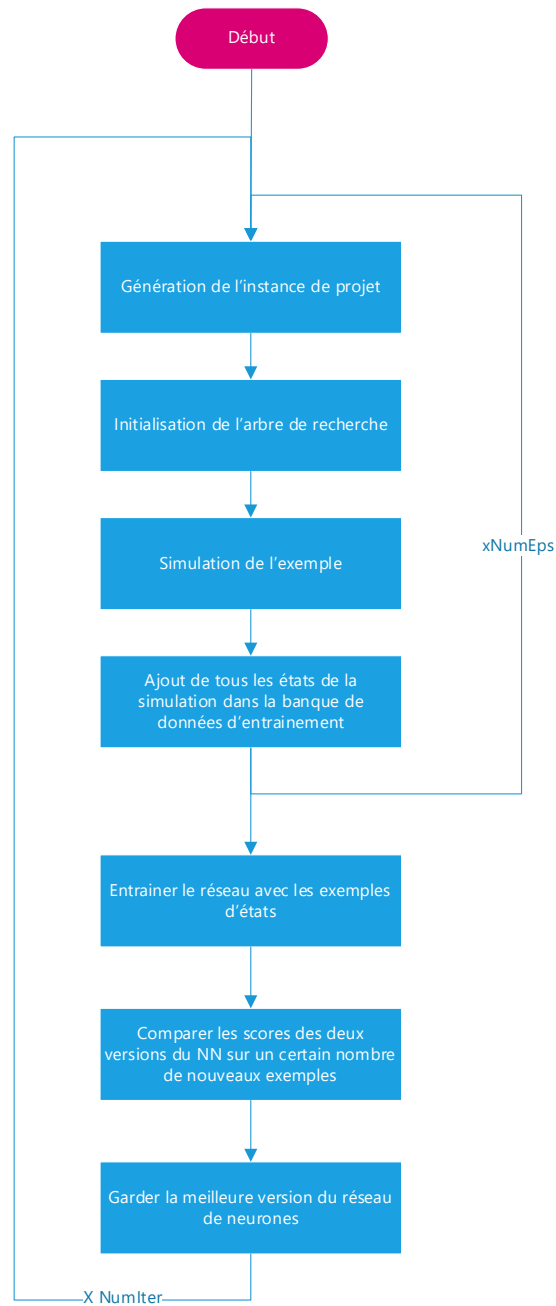 Début
Génération de l'instance de projet
Initialisation de l'arbre de recherche
Simulation de l'exemple
xNumEps
Ajout de tous les états de la
simulation dans la banque de
données d'entrainement
Entrainer le réseau avec les exemples
d'états
Comparer les scores des deux
versions du NN sur un certain nombre
de nouveaux exemples
Garder la meilleure version du réseau
de neurones
X NumIter